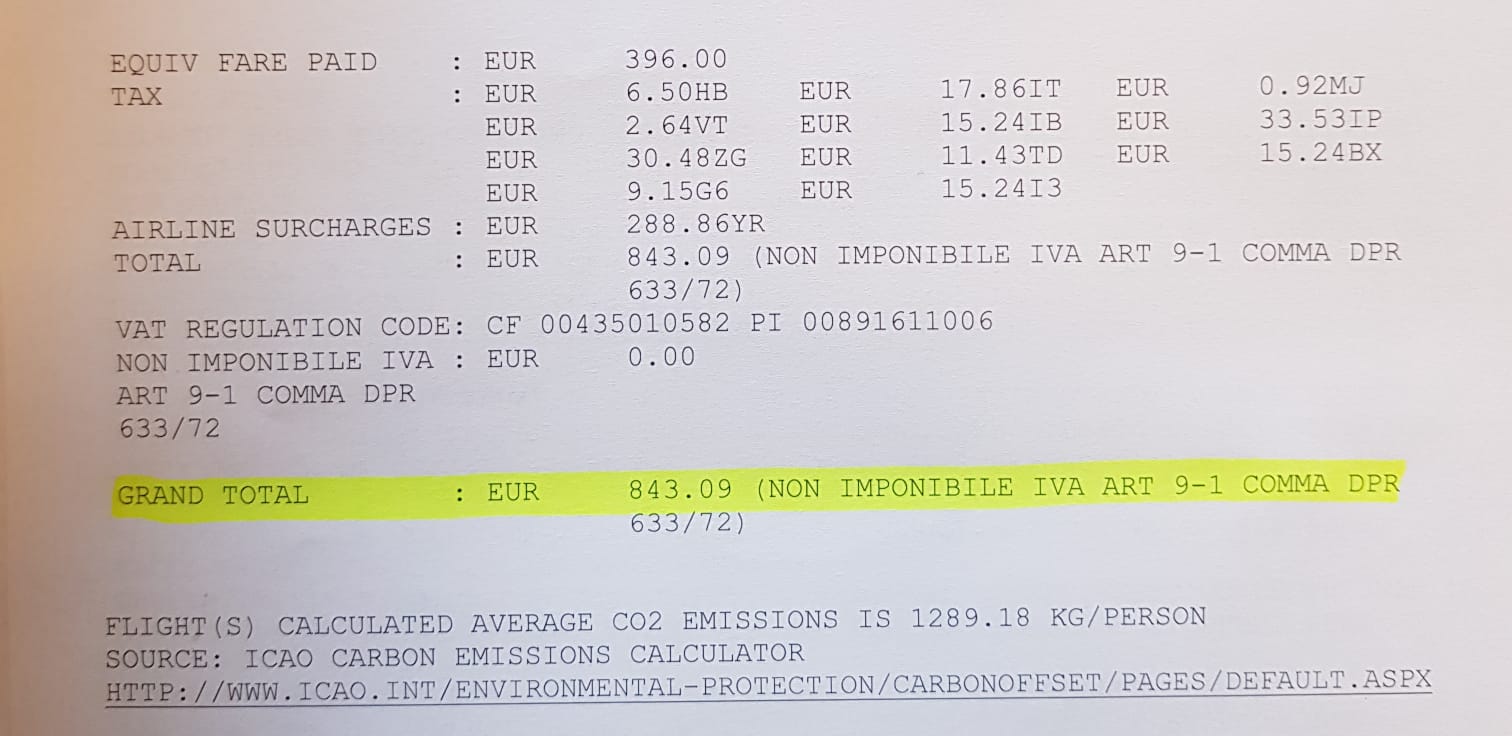 EQUIV FARE PAID : EUR 396.00
TAX : EUR 6.50HB EUR 17.86IT EUR 0.92MJ
EUR 2.64VT EUR 15.24IB EUR 33.53IP
EUR 30.48ZG EUR 11.43TD EUR 15.24BX
EUR 9.15G6 EUR 15.24I3
AIRLINE SURCHARGES : EUR 288.86YR
TOTAL : EUR 843.09 (NON IMPONIBILE IVA ART 9-1 COMMA DPR
633/72)
VAT REGULATION CODE: CF 00435010582 PI 00891611006
NON IMPONIBILE IVA : EUR 0.00
ART 9-1 COMMA DPR
633/72
GRAND TOTAL : EUR 843.09 (NON IMPONIBILE IVA ART 9-1 COMMA DPR
633/72)
FLIGHT(S) CALCULATED AVERAGE CO2 EMISSIONS IS 1289.18 KG/PERSON
SOURCE: ICAO CARBON EMISSIONS CALCULATOR
HTTP://WWW.ICAO.INT/ENVIRONMENTAL-PROTECTION/CARBONOFFSET/PAGES/DEFAULT.ASPX